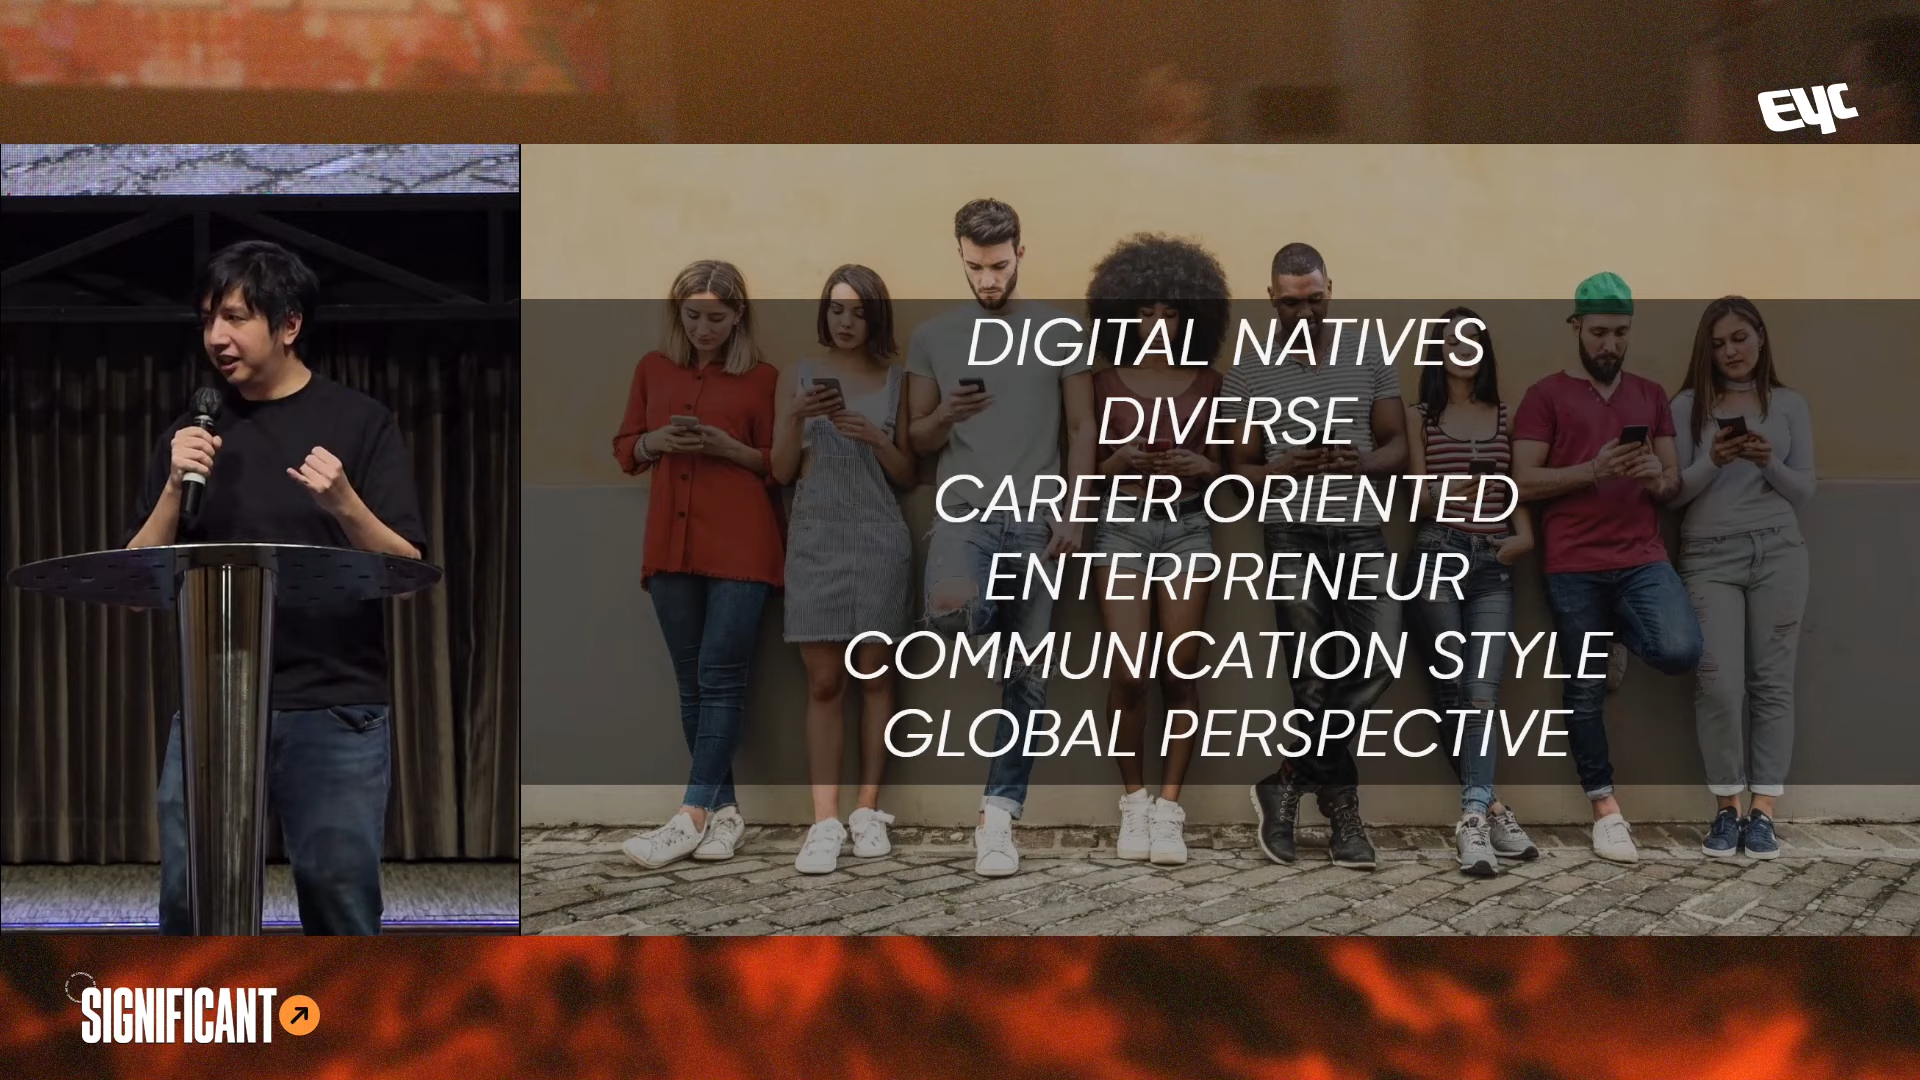 EYC
DIGITAL NATIVES
DIVERSE
CAREER ORIENTED
ENTERPRENEUR
COMMUNICATION STYLE
GLOBAL PERSPECTIVE
SIGNIFICANT